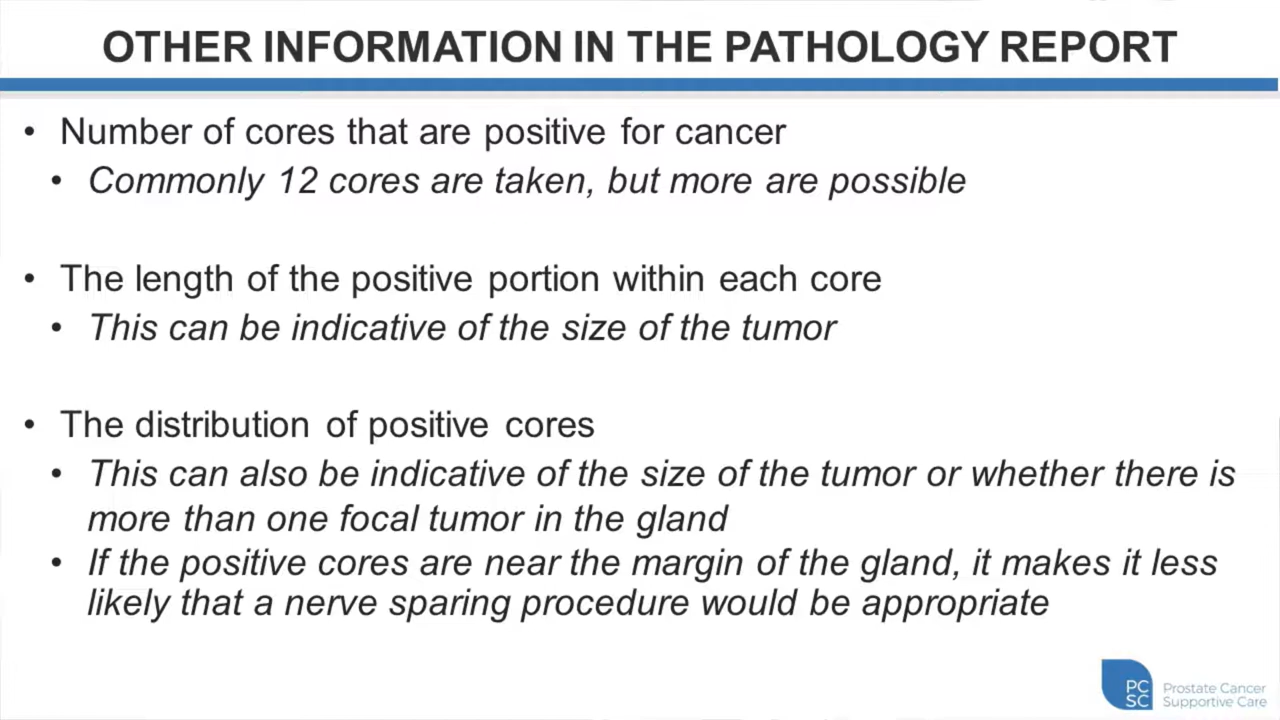 OTHER INFORMATION IN THE PATHOLOGY REPORT
• Number of cores that are positive for cancer
• Commonly 12 cores are taken, but more are possible
• The length of the positive portion within each core
• This can be indicative of the size of the tumor
• The distribution of positive cores
• This can also be indicative of the size of the tumor or whether there is
more than one focal tumor in the gland
• If the positive cores are near the margin of the gland, it makes it less
likely that a nerve sparing procedure would be appropriate
PC
SC
Prostate Cancer
Supportive Care